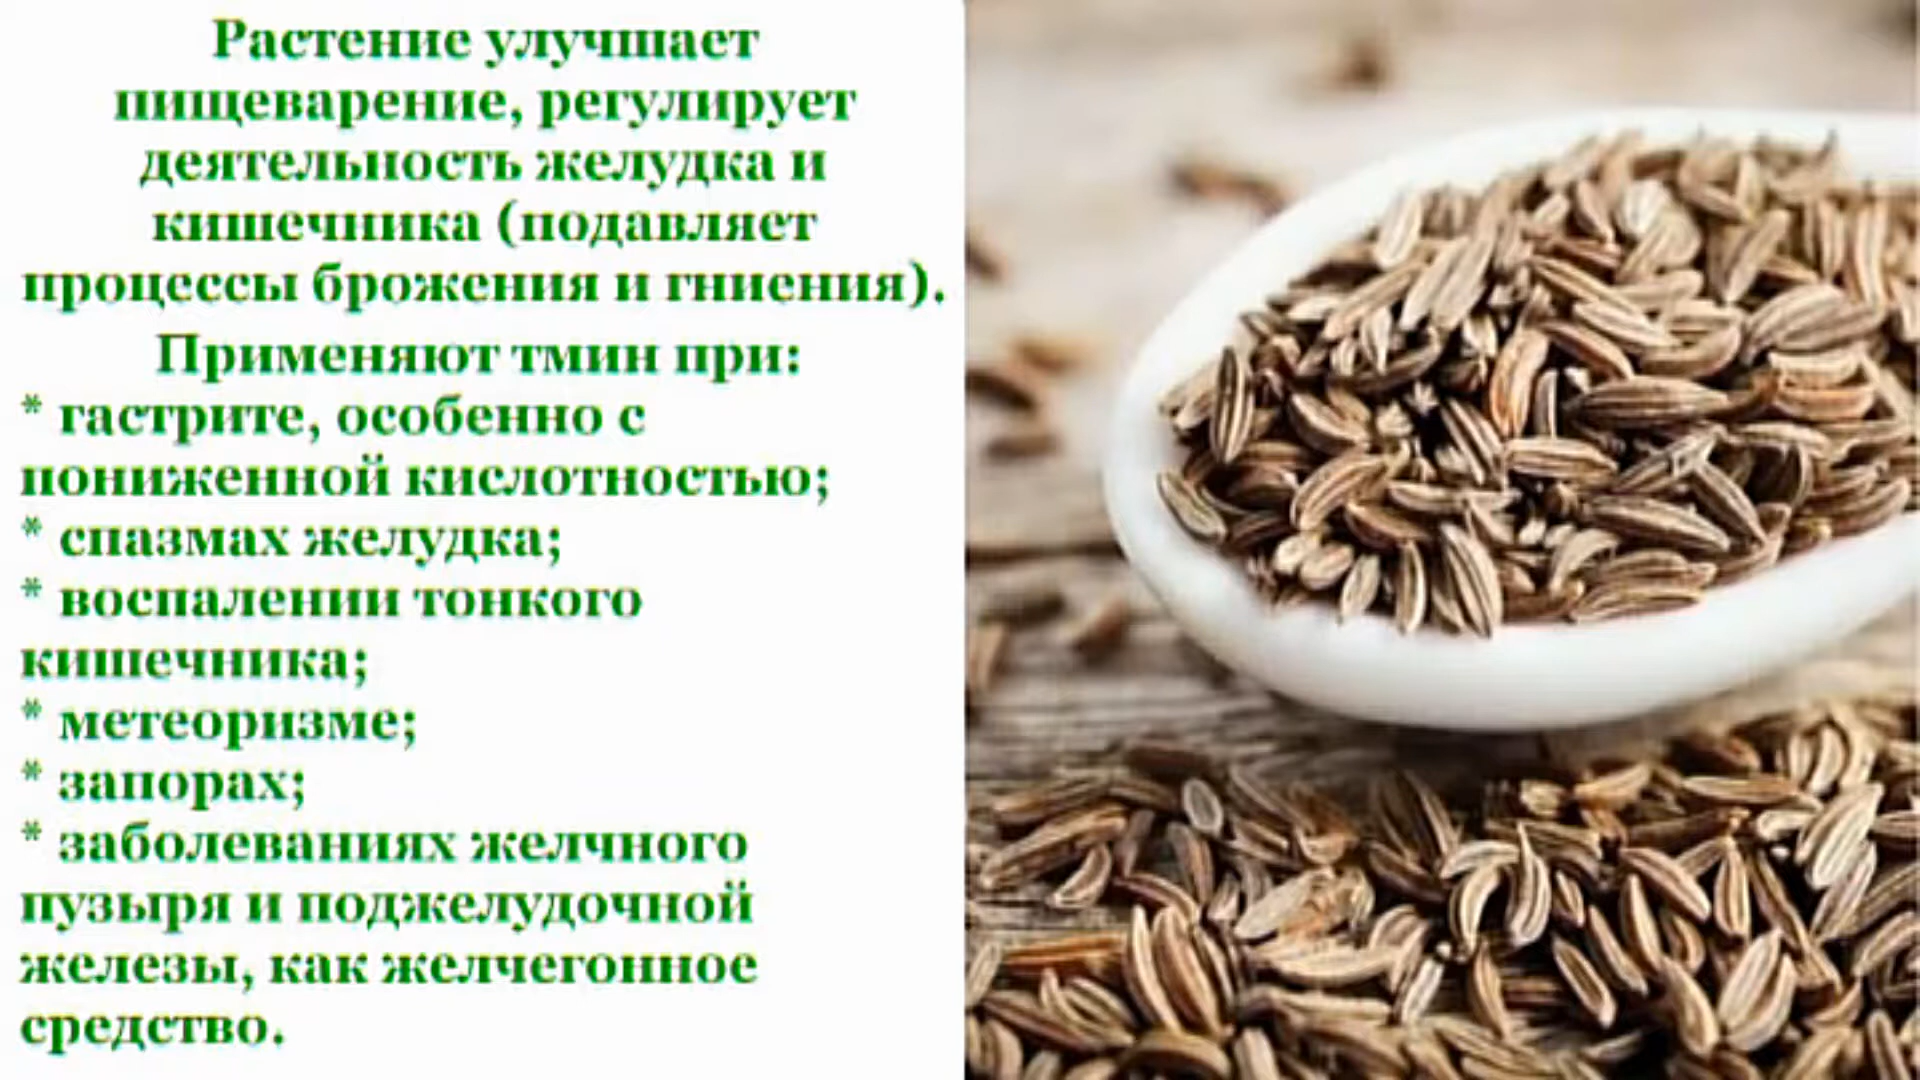 Растение улучшает
пищеварение, регулирует
деятельность желудка и
кишечника (подавляет
процессы брожения и гниения).
Применяют тмин при:
* гастрите, особенно с
пониженной кислотностью;
* спазмах желудка;
* воспалении тонкого
кишечника;
* метеоризме;
* запорах;
* заболеваниях желчного
пузыря и поджелудочной
железы, как желчегонное
средство.